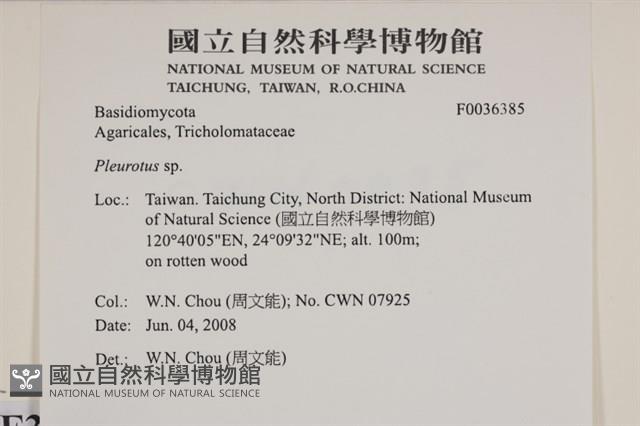 國立自然科學博物館
NATIONAL MUSEUM OF NATURAL SCIENCE
TAICHUNG, TAIWAN, R.O.CHINA
Basidiomycota F0036385
Agaricales, Tricholomataceae
Pleurotus sp.
Loc.: Taiwan. Taichung City, North District: National Museum
of Natural Science (國立自然科學博物館)
120°40'05"EN, 24°09'32"NE; alt. 100m;
on rotten wood
Col.: W.N. Chou (周文能); No. CWN 07925
Date: Jun. 04, 2008
Det.: W.N. Chou (周文能)
國立自然科學博物館
NATIONAL MUSEUM OF NATURAL SCIENCE